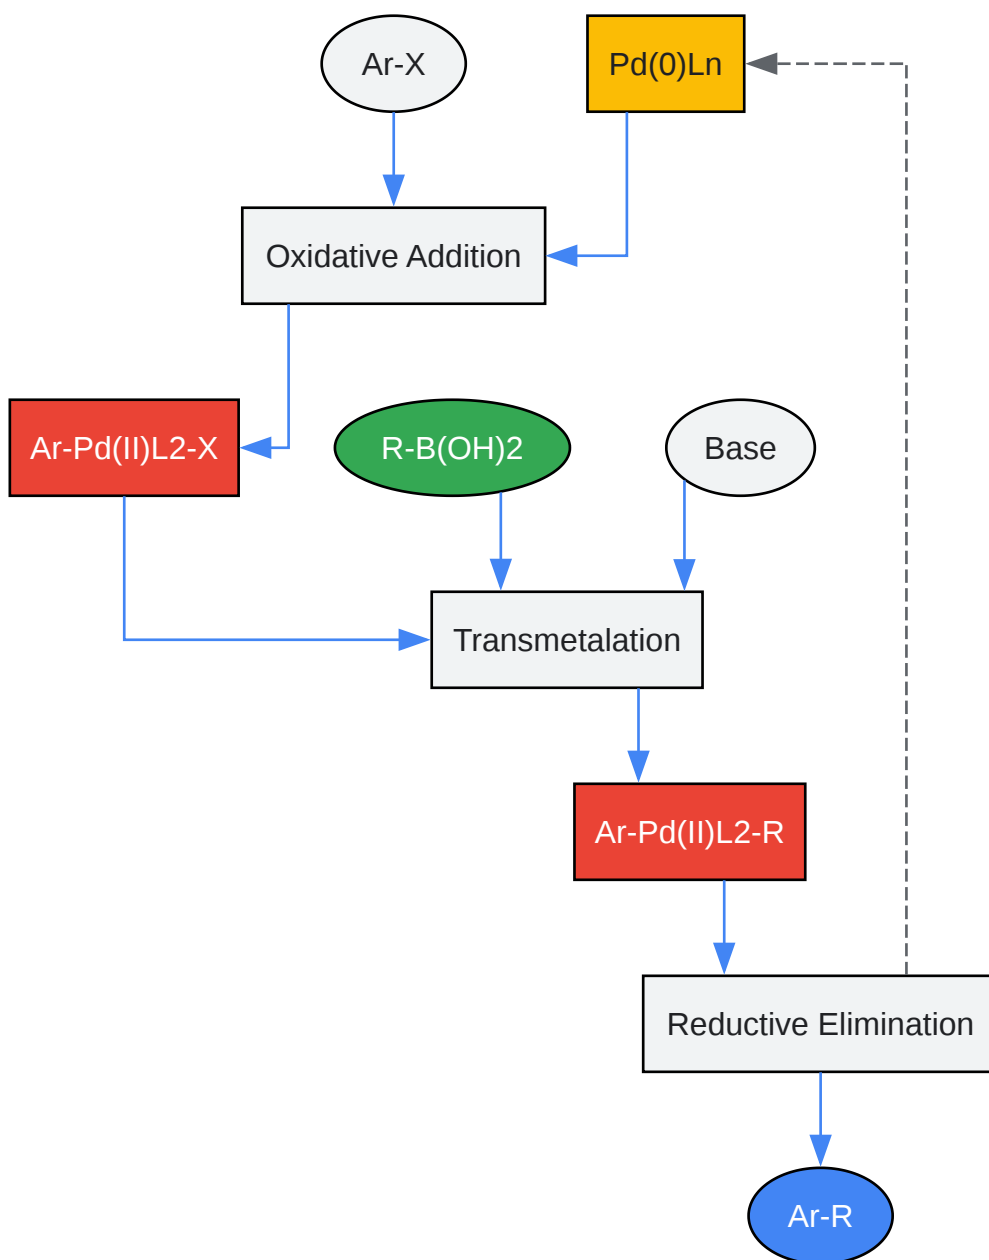 Ar-X
Pd(0)Ln
Oxidative Addition
Ar-Pd(II)L2-X
R-B(OH)2
Base
Transmetalation
Ar-Pd(II)L2-R
Reductive Elimination
Ar-R